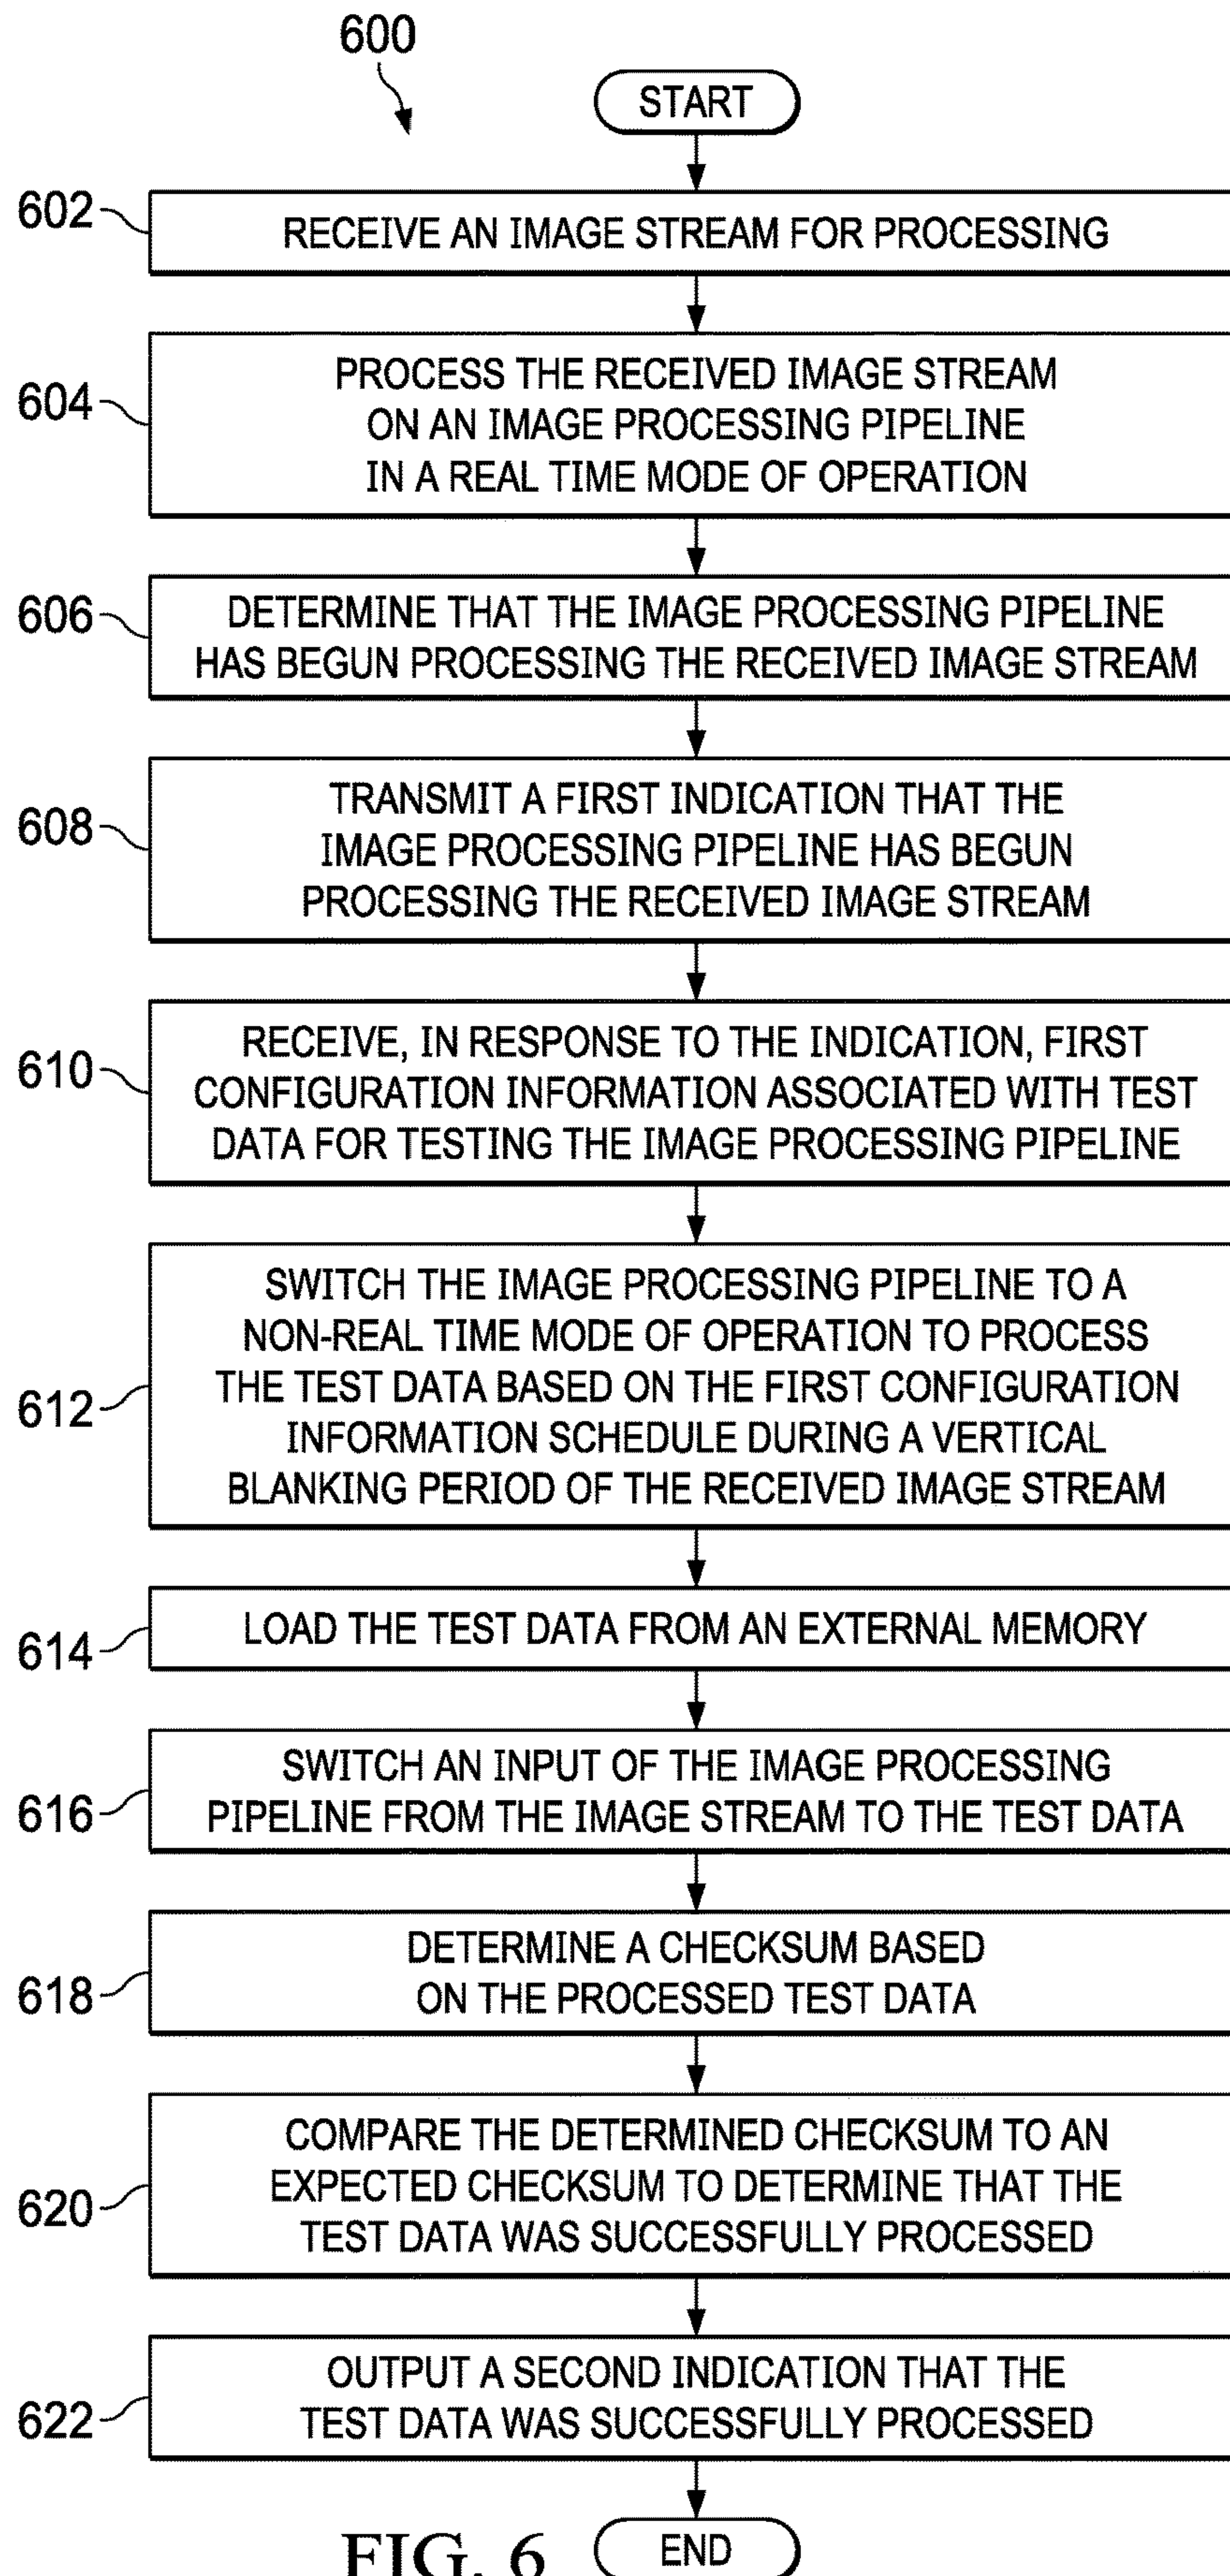 600
START
602
RECEIVE AN IMAGE STREAM FOR PROCESSING
604
PROCESS THE RECEIVED IMAGE STREAM
ON AN IMAGE PROCESSING PIPELINE
IN A REAL TIME MODE OF OPERATION
606
DETERMINE THAT THE IMAGE PROCESSING PIPELINE
HAS BEGUN PROCESSING THE RECEIVED IMAGE STREAM
608
TRANSMIT A FIRST INDICATION THAT THE
IMAGE PROCESSING PIPELINE HAS BEGUN
PROCESSING THE RECEIVED IMAGE STREAM
610
RECEIVE, IN RESPONSE TO THE INDICATION, FIRST
CONFIGURATION INFORMATION ASSOCIATED WITH TEST
DATA FOR TESTING THE IMAGE PROCESSING PIPELINE
612
SWITCH THE IMAGE PROCESSING PIPELINE TO A
NON-REAL TIME MODE OF OPERATION TO PROCESS
THE TEST DATA BASED ON THE FIRST CONFIGURATION
INFORMATION SCHEDULE DURING A VERTICAL
BLANKING PERIOD OF THE RECEIVED IMAGE STREAM
614
LOAD THE TEST DATA FROM AN EXTERNAL MEMORY
616
SWITCH AN INPUT OF THE IMAGE PROCESSING
PIPELINE FROM THE IMAGE STREAM TO THE TEST DATA
618
DETERMINE A CHECKSUM BASED
ON THE PROCESSED TEST DATA
620
COMPARE THE DETERMINED CHECKSUM TO AN
EXPECTED CHECKSUM TO DETERMINE THAT THE
TEST DATA WAS SUCCESSFULLY PROCESSED
622
OUTPUT A SECOND INDICATION THAT THE
TEST DATA WAS SUCCESSFULLY PROCESSED
END
FIG. 6